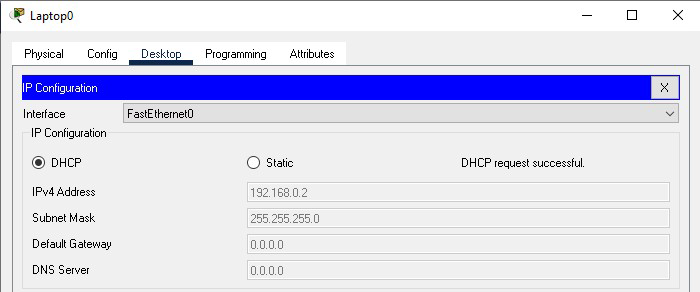 Laptop0
Physical Config Desktop Programming Attributes
IP Configuration X
Interface FastEthernet0
IP Configuration
DHCP Static DHCP request successful.
IPv4 Address 192.168.0.2
Subnet Mask 255.255.255.0
Default Gateway 0.0.0.0
DNS Server 0.0.0.0